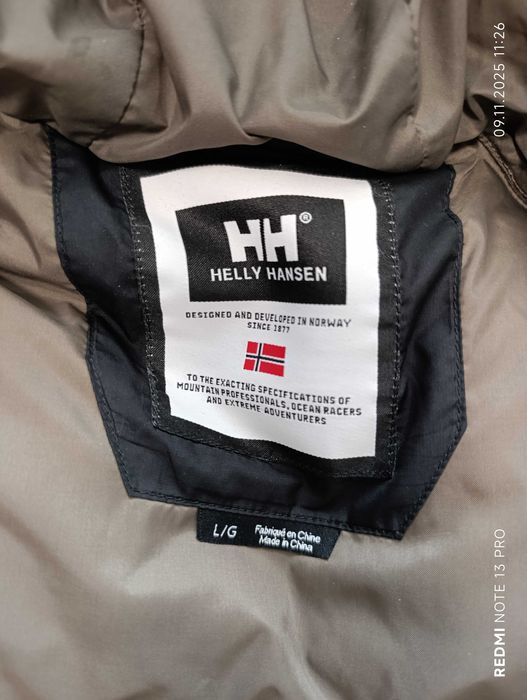 HH®
HELLY HANSEN
DESIGNED AND DEVELOPED IN NORWAY
SINCE 1877
TO THE EXACTING SPECIFICATIONS OF
MOUNTAIN PROFESSIONALS, OCEAN RACERS
AND EXTREME ADVENTURERS
L/G
Fabriqué en Chine
Made in China
09.11.2025 11:26
REDMI NOTE 13 PRO